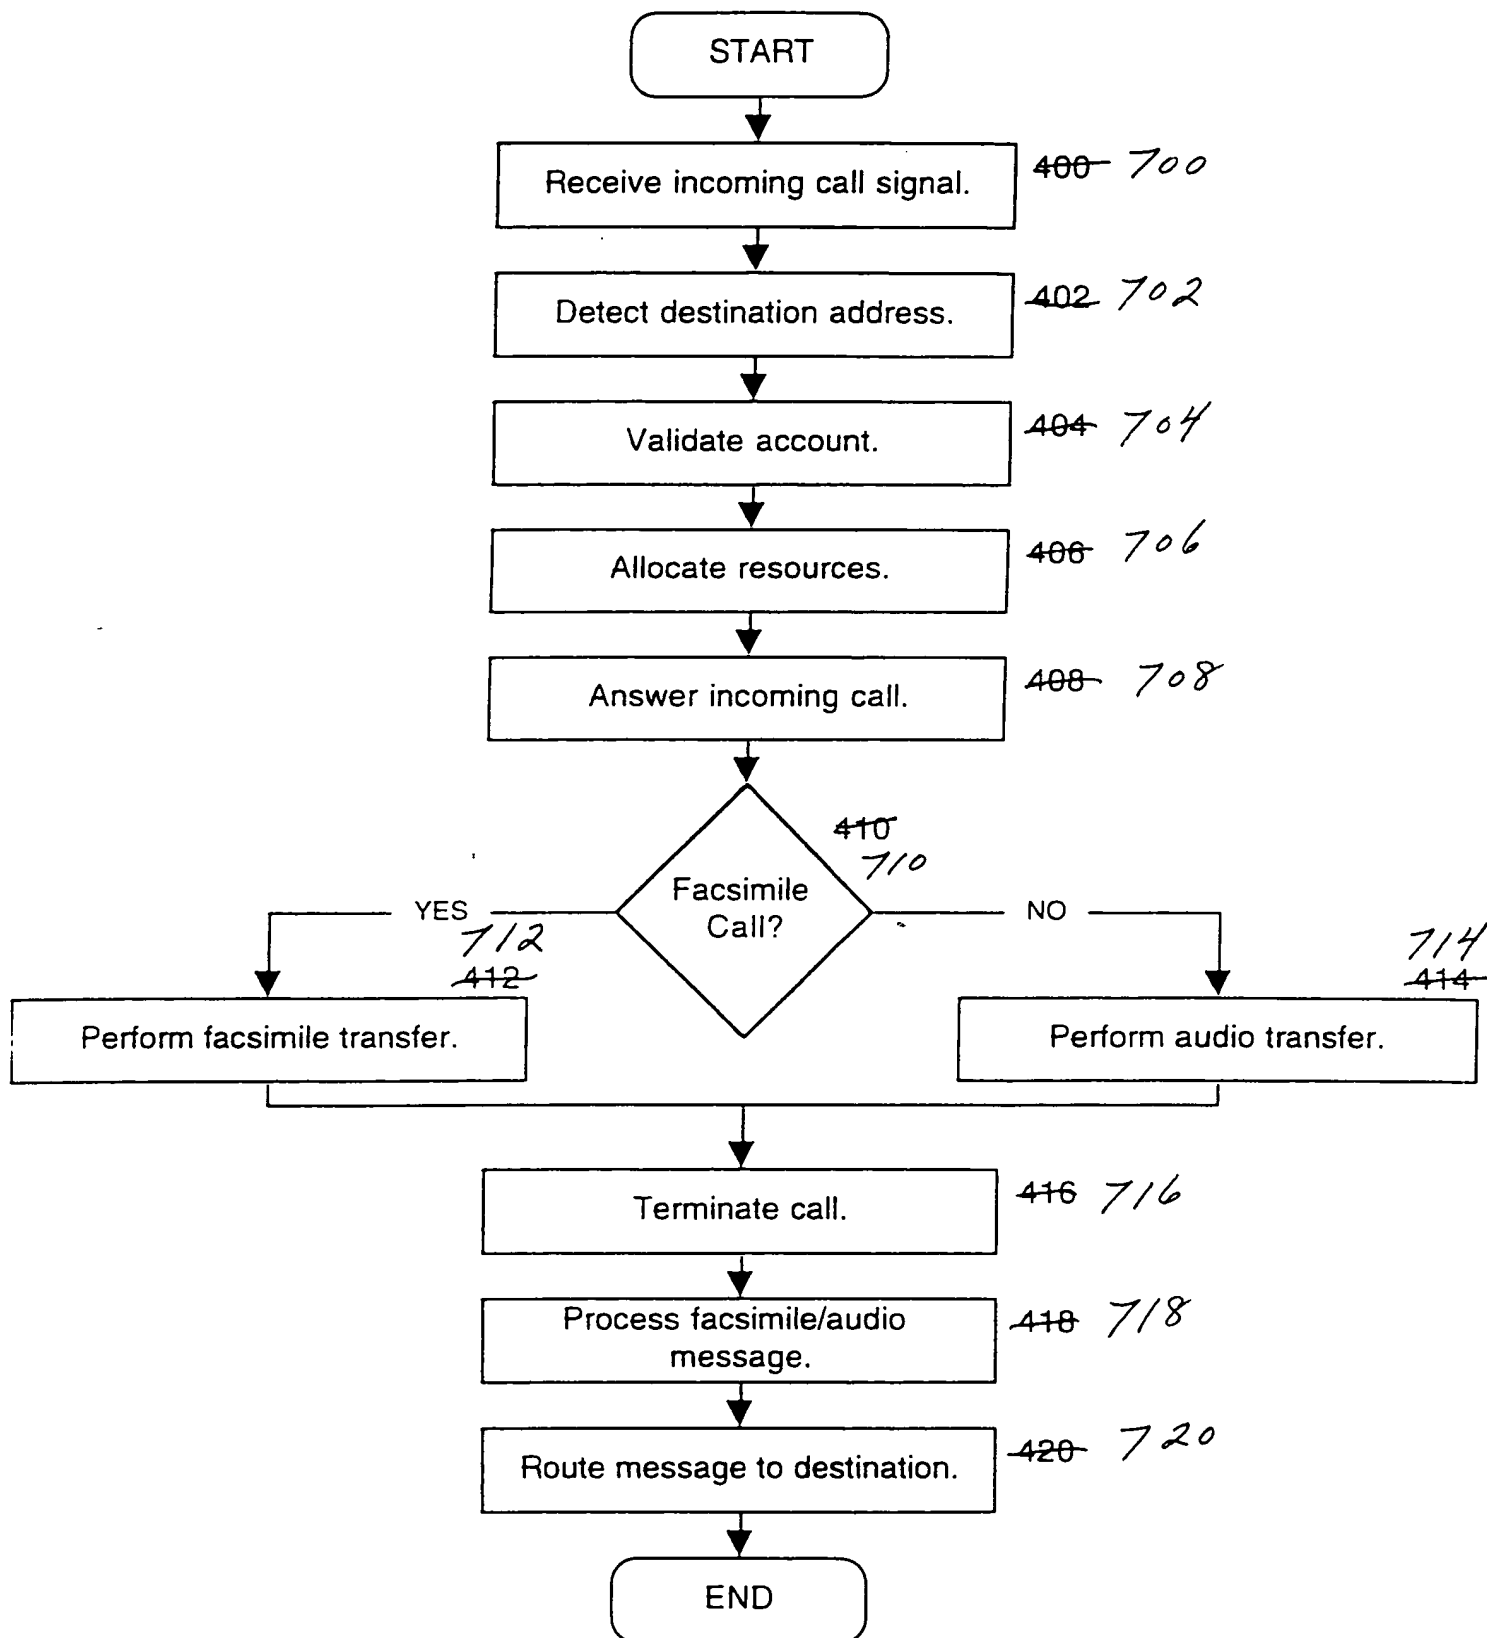 START
Receive incoming call signal.
400 700
Detect destination address.
402 702
Validate account.
404 704
Allocate resources.
406 706
Answer incoming call.
408 708
410
710
Facsimile
Call?
YES
NO
712
412
714
414
Perform facsimile transfer.
Perform audio transfer.
Terminate call.
416 716
Process facsimile/audio
message.
418 718
Route message to destination.
420 720
END